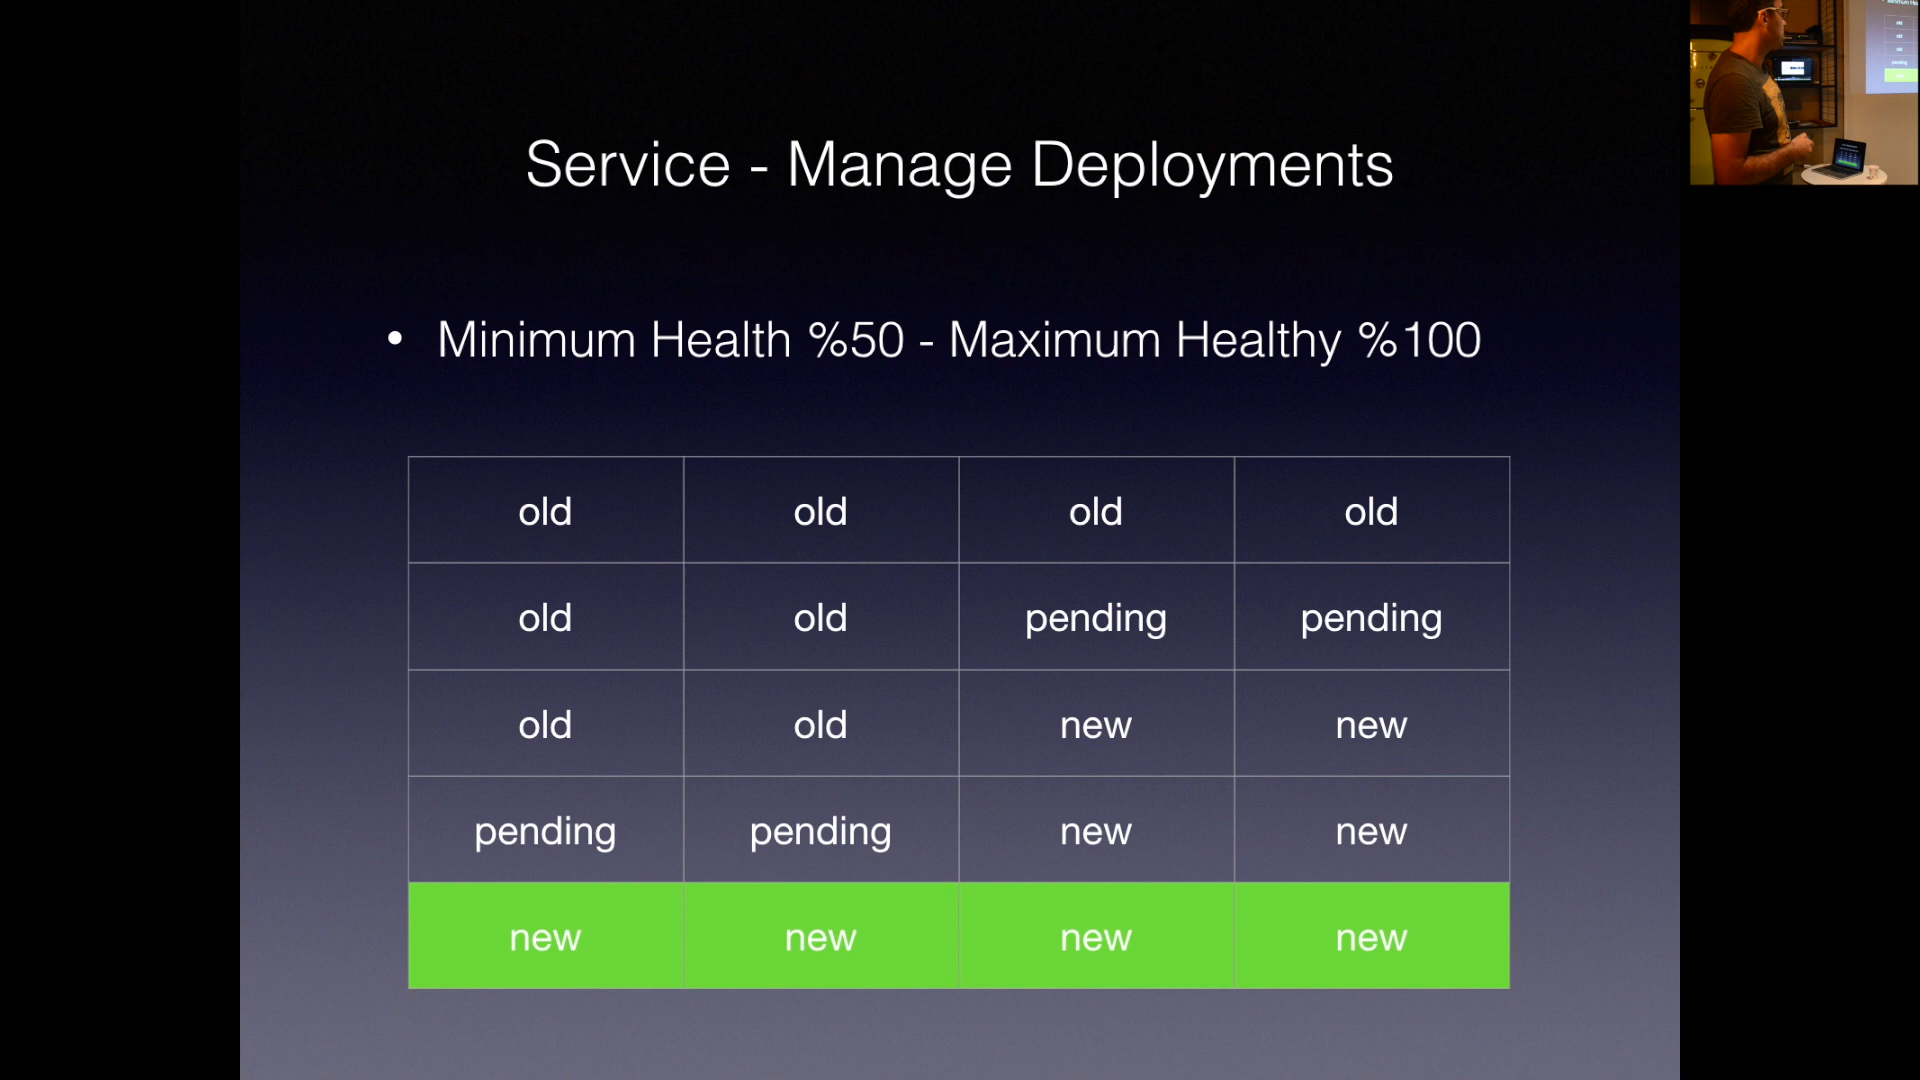 Service - Manage Deployments
• Minimum Health %50 - Maximum Healthy %100
old old old old
old old pending pending
old old new new
pending pending new new
new new new new